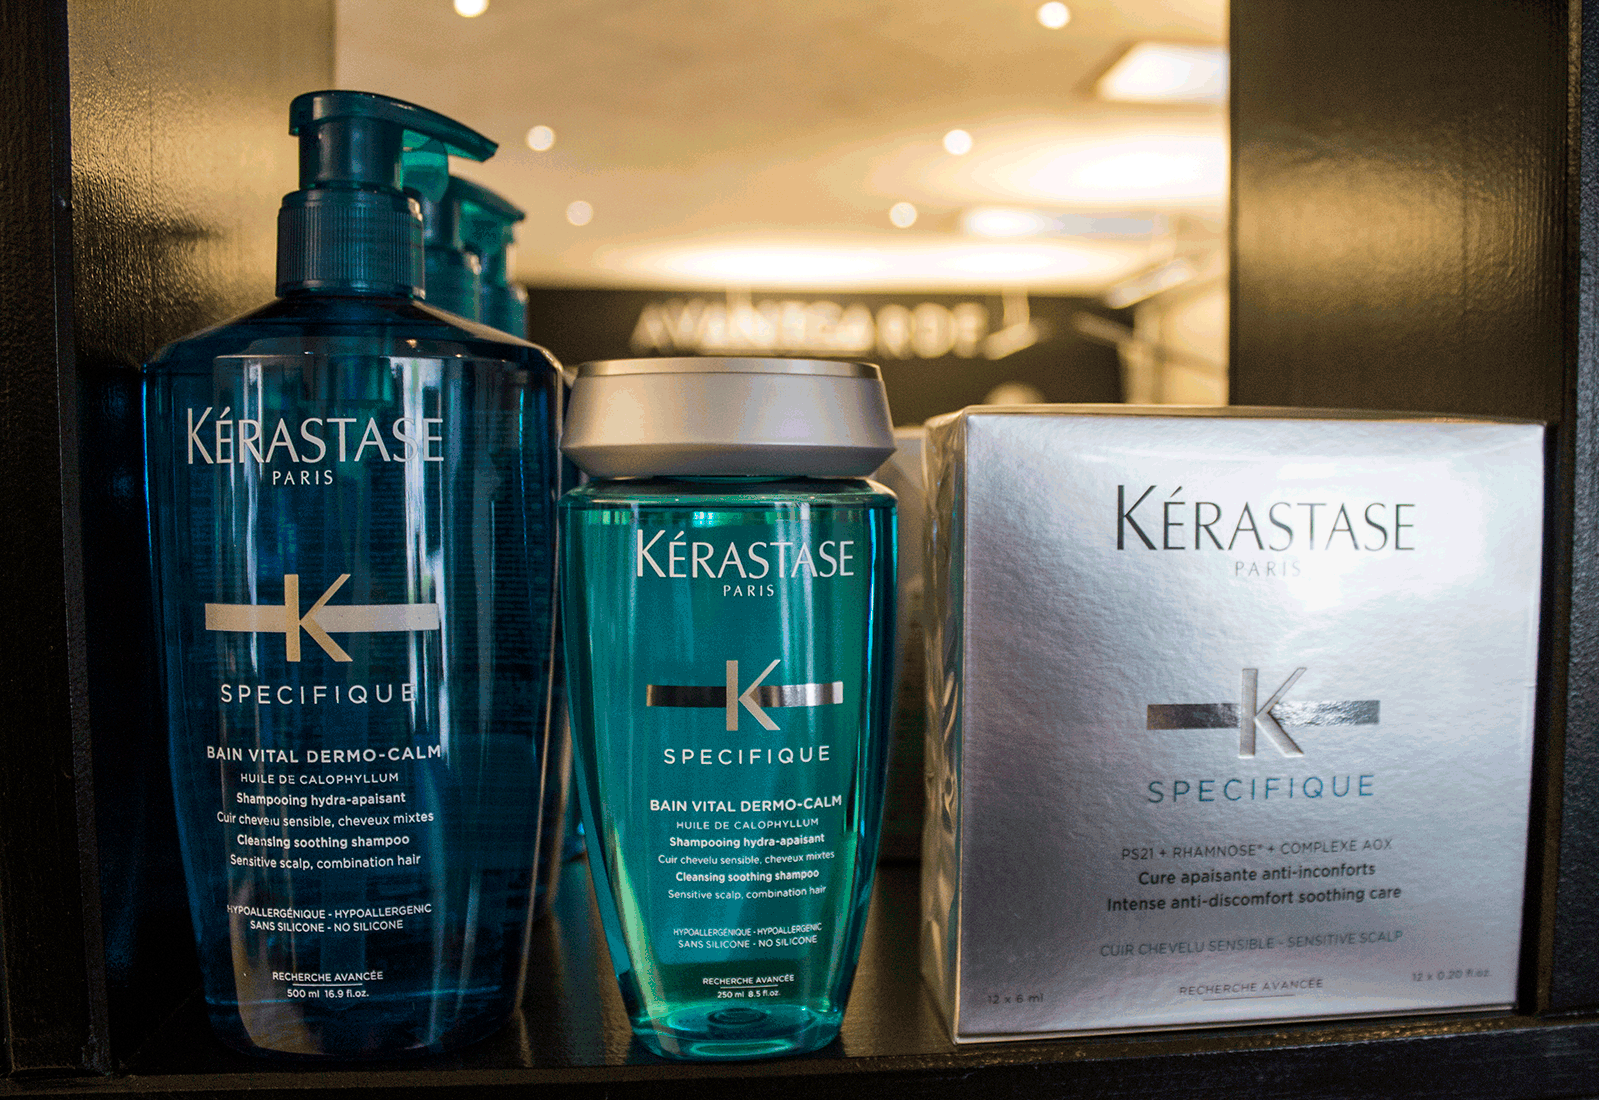 AVANTGARDE
KÉRASTASE
PARIS
K
SPECIFIQUE
BAIN VITAL DERMO-CALM
HUILE DE CALOPHYLLUM
Shampooing hydra-apaisant
Cuir chevelu sensible, cheveux mixtes
Cleansing soothing shampoo
Sensitive scalp, combination hair
HYPOALLERGÉNIQUE - HYPOALLERGENIC
SANS SILICONE - NO SILICONE
RECHERCHE AVANCÉE
500 ml 16.9 fl.oz.
KÉRASTASE
PARIS
K
SPECIFIQUE
BAIN VITAL DERMO-CALM
HUILE DE CALOPHYLLUM
Shampooing hydra-apaisant
Cuir chevelu sensible, cheveux mixtes
Cleansing soothing shampoo
Sensitive scalp, combination hair
HYPOALLERGÉNIQUE - HYPOALLERGENIC
SANS SILICONE - NO SILICONE
RECHERCHE AVANCÉE
250 ml 8.5 fl.oz.
KÉRASTASE
PARIS
K
SPECIFIQUE
PS21 + RHAMNOSE* + COMPLEXE AOX
Cure apaisante anti-inconforts
Intense anti-discomfort soothing care
CUIR CHEVELU SENSIBLE - SENSITIVE SCALP
12 x 6 ml
RECHERCHE AVANCÉE
12 x 0.20 fl.oz.